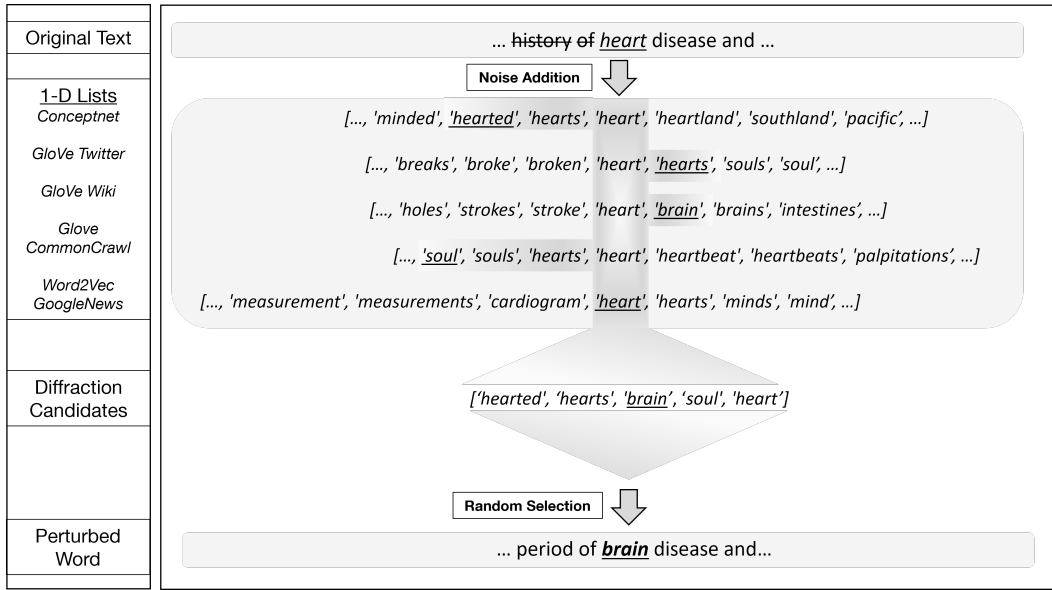 Original Text
... history of heart disease and ...
Noise Addition
1-D Lists
Conceptnet
[..., 'minded', 'hearted', 'hearts', 'heart', 'heartland', 'southland', 'pacific’, ...]
GloVe Twitter
[..., 'breaks', 'broke', 'broken', 'heart', 'hearts', 'souls', 'soul’, ...]
GloVe Wiki
[..., 'holes', 'strokes', 'stroke', 'heart', 'brain', 'brains', 'intestines’, ...]
Glove
CommonCrawl
[..., 'soul', 'souls', 'hearts', 'heart', 'heartbeat', 'heartbeats', 'palpitations’, ...]
Word2Vec
GoogleNews
[..., 'measurement', 'measurements', 'cardiogram', 'heart', 'hearts', 'minds', 'mind’, ...]
Diffraction
Candidates
[‘hearted', ‘hearts', 'brain’, ‘soul', 'heart’]
Random Selection
Perturbed
Word
... period of brain disease and...